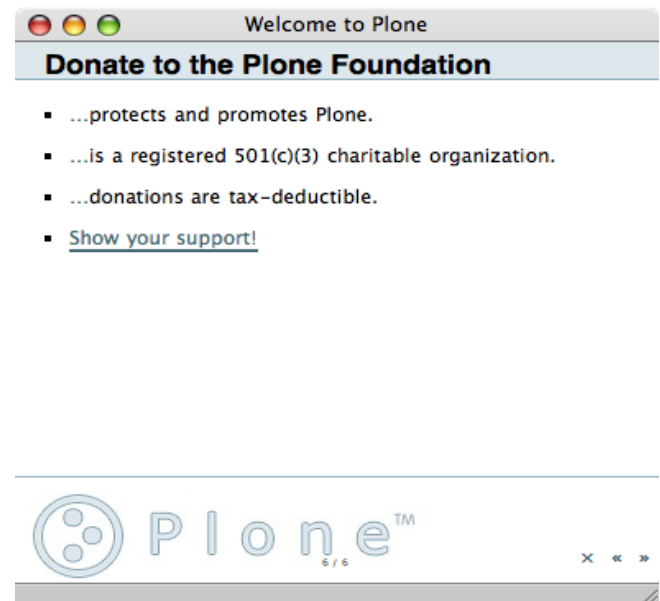 Welcome to Plone
Donate to the Plone Foundation
...protects and promotes Plone.
...is a registered 501(c)(3) charitable organization.
...donations are tax-deductible.
Show your support!
Plone™
6 / 6
× « »